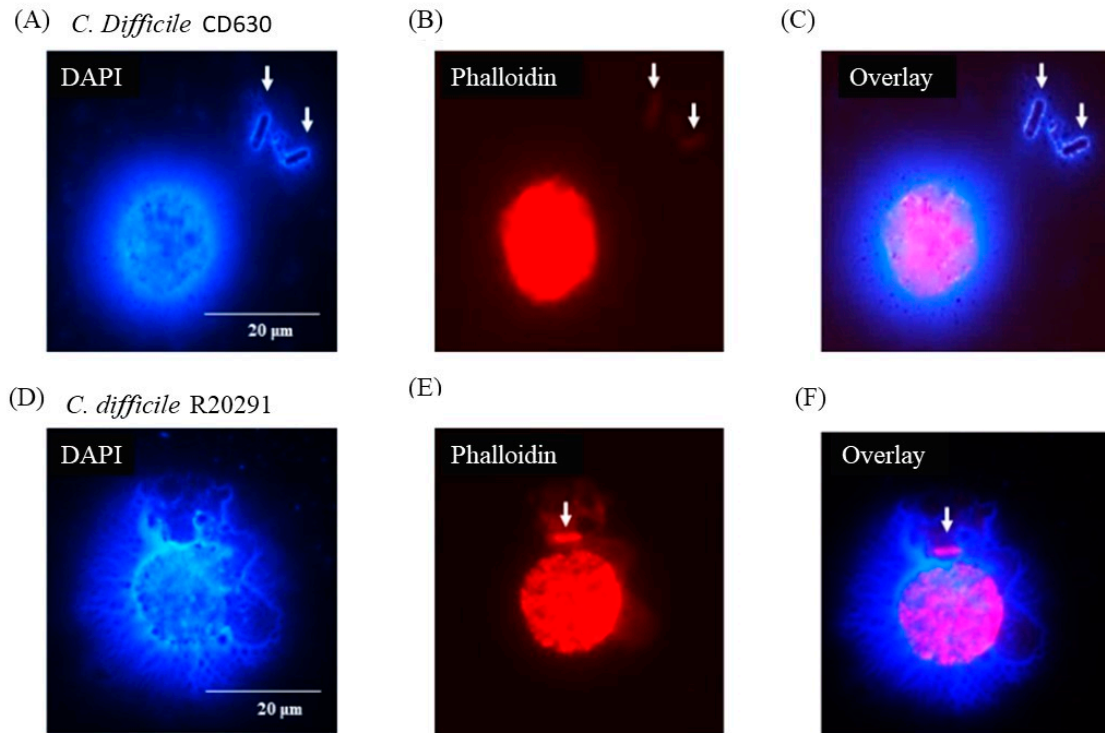 (A) C. Difficile CD630
(B)
(C)
DAPI
Phalloidin
Overlay
20 µm
(D) C. difficile R20291
(E)
(F)
DAPI
Phalloidin
Overlay
20 µm